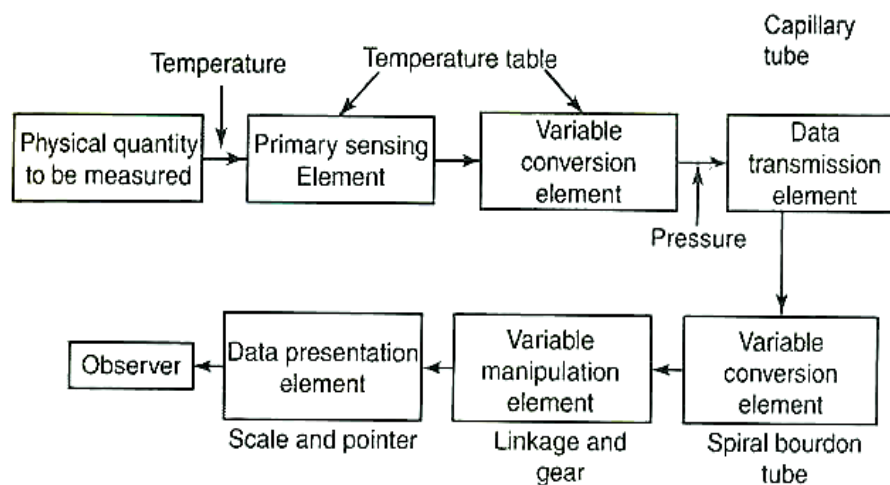 Capillary
tube
Temperature
Temperature table
Physical quantity
to be measured
Primary sensing
Element
Variable
conversion
element
Data
transmission
element
Pressure
Observer
Data presentation
element
Variable
manipulation
element
Variable
conversion
element
Scale and pointer
Linkage and
gear
Spiral bourdon
tube